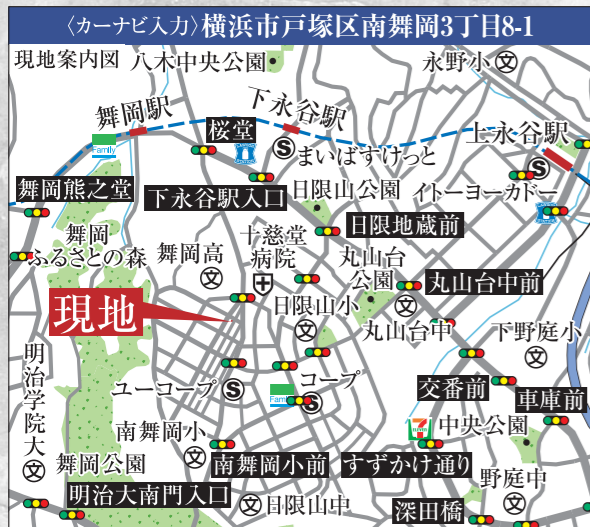 〈カーナビ入力〉横浜市戸塚区南舞岡3丁目8-1
現地案内図
八木中央公園
永野小
文
舞岡駅
下永谷駅
上永谷駅
Family
桜堂
S
まいばすけっと
S
舞岡熊之堂
下永谷駅入口
日限山公園
イトーヨーカドー
日限地蔵前
舞岡
ふるさとの森
舞岡高
文
十慈堂
病院
丸山台
公園
丸山台中前
現地
日限山小
文
文
丸山台中
下野庭小
文
明治学院大
文
ユーコープ
S
コープ
S
Family
交番前
車庫前
中央公園
南舞岡小
文
南舞岡小前
すずかけ通り
舞岡公園
野庭中
文
明治大南門入口
文
日限山中
深田橋